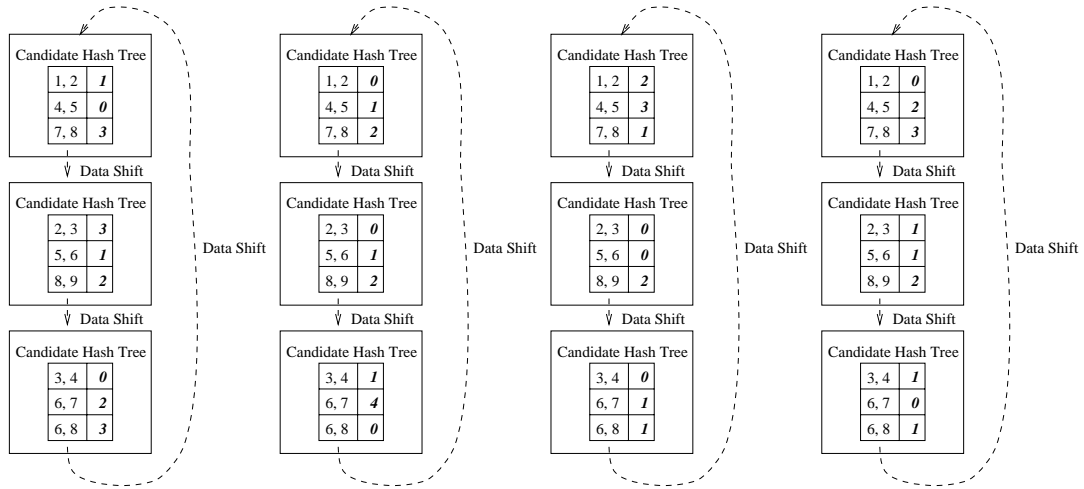 Candidate Hash Tree Candidate Hash Tree Candidate Hash Tree Candidate Hash Tree
1, 2 1 1, 2 0 1, 2 2 1, 2 0
4, 5 0 4, 5 1 4, 5 3 4, 5 2
7, 8 3 7, 8 2 7, 8 1 7, 8 3
Data Shift Data Shift Data Shift Data Shift
Candidate Hash Tree Candidate Hash Tree Candidate Hash Tree Candidate Hash Tree
2, 3 3 2, 3 0 2, 3 0 2, 3 1
5, 6 1 5, 6 1 5, 6 0 5, 6 1
Data Shift Data Shift Data Shift Data Shift
8, 9 2 8, 9 2 8, 9 2 8, 9 2
Data Shift Data Shift Data Shift Data Shift
Candidate Hash Tree Candidate Hash Tree Candidate Hash Tree Candidate Hash Tree
3, 4 0 3, 4 1 3, 4 0 3, 4 1
6, 7 2 6, 7 4 6, 7 1 6, 7 0
6, 8 3 6, 8 0 6, 8 1 6, 8 1